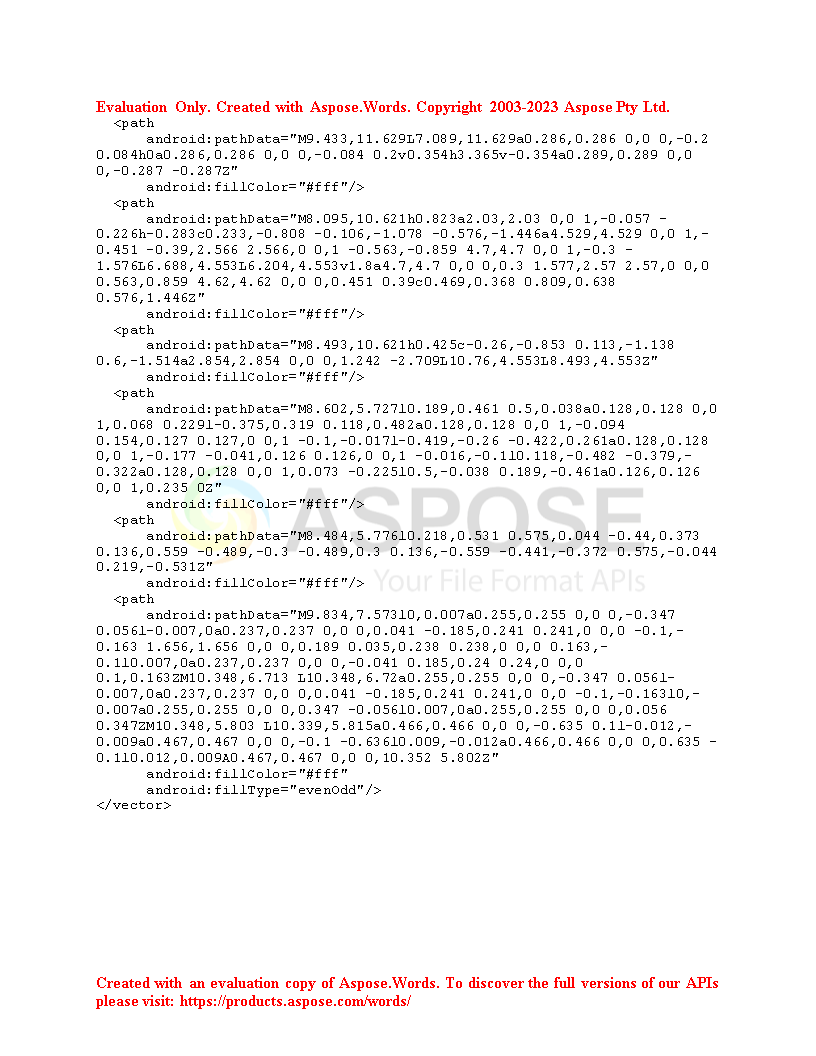 Evaluation Only. Created with Aspose.Words. Copyright 2003-2023 Aspose Pty Ltd.
<path
android:pathData="M9.433,11.629L7.089,11.629a0.286,0.286 0,0 0,-0.2
0.084h0a0.286,0.286 0,0 0,-0.084 0.2v0.354h3.365v-0.354a0.289,0.289 0,0
0,-0.287 -0.287Z"
android:fillColor="#fff"/>
<path
android:pathData="M8.095,10.621h0.823a2.03,2.03 0,0 1,-0.057 -
0.226h-0.283c0.233,-0.808 -0.106,-1.078 -0.576,-1.446a4.529,4.529 0,0 1,-
0.451 -0.39,2.566 2.566,0 0,1 -0.563,-0.859 4.7,4.7 0,0 1,-0.3 -
1.576L6.688,4.553L6.204,4.553v1.8a4.7,4.7 0,0 0,0.3 1.577,2.57 2.57,0 0,0
0.563,0.859 4.62,4.62 0,0 0,0.451 0.39c0.469,0.368 0.809,0.638
0.576,1.446Z"
android:fillColor="#fff"/>
<path
android:pathData="M8.493,10.621h0.425c-0.26,-0.853 0.113,-1.138
0.6,-1.514a2.854,2.854 0,0 0,1.242 -2.709L10.76,4.553L8.493,4.553Z"
android:fillColor="#fff"/>
<path
android:pathData="M8.602,5.727l0.189,0.461 0.5,0.038a0.128,0.128 0,0
1,0.068 0.229l-0.375,0.319 0.118,0.482a0.128,0.128 0,0 1,-0.094
0.154,0.127 0.127,0 0,1 -0.1,-0.017l-0.419,-0.26 -0.422,0.261a0.128,0.128
0,0 1,-0.177 -0.041,0.126 0.126,0 0,1 -0.016,-0.1l0.118,-0.482 -0.379,-
0.322a0.128,0.128 0,0 1,0.073 -0.225l0.5,-0.038 0.189,-0.461a0.126,0.126
0,0 1,0.235 0Z"
android:fillColor="#fff"/>
<path
android:pathData="M8.484,5.776l0.218,0.531 0.575,0.044 -0.44,0.373
0.136,0.559 -0.489,-0.3 -0.489,0.3 0.136,-0.559 -0.441,-0.372 0.575,-0.044
0.219,-0.531Z"
android:fillColor="#fff"/>
<path
android:pathData="M9.834,7.573l0,0.007a0.255,0.255 0,0 0,-0.347
0.056l-0.007,0a0.237,0.237 0,0 0,0.041 -0.185,0.241 0.241,0 0,0 -0.1,-
0.163 1.656,1.656 0,0 0,0.189 0.035,0.238 0.238,0 0,0 0.163,-
0.1l0.007,0a0.237,0.237 0,0 0,-0.041 0.185,0.24 0.24,0 0,0
0.1,0.163ZM10.348,6.713 L10.348,6.72a0.255,0.255 0,0 0,-0.347 0.056l-
0.007,0a0.237,0.237 0,0 0,0.041 -0.185,0.241 0.241,0 0,0 -0.1,-0.163l0,-
0.007a0.255,0.255 0,0 0,0.347 -0.056l0.007,0a0.255,0.255 0,0 0,0.056
0.347ZM10.348,5.803 L10.339,5.815a0.466,0.466 0,0 0,-0.635 0.1l-0.012,-
0.009a0.467,0.467 0,0 0,-0.1 -0.636l0.009,-0.012a0.466,0.466 0,0 0,0.635 -
0.1l0.012,0.009A0.467,0.467 0,0 0,10.352 5.802Z"
android:fillColor="#fff"
android:fillType="evenOdd"/>
</vector>
ASPOSE
Your File Format APIs
Created with an evaluation copy of Aspose.Words. To discover the full versions of our APIs
please visit: https://products.aspose.com/words/